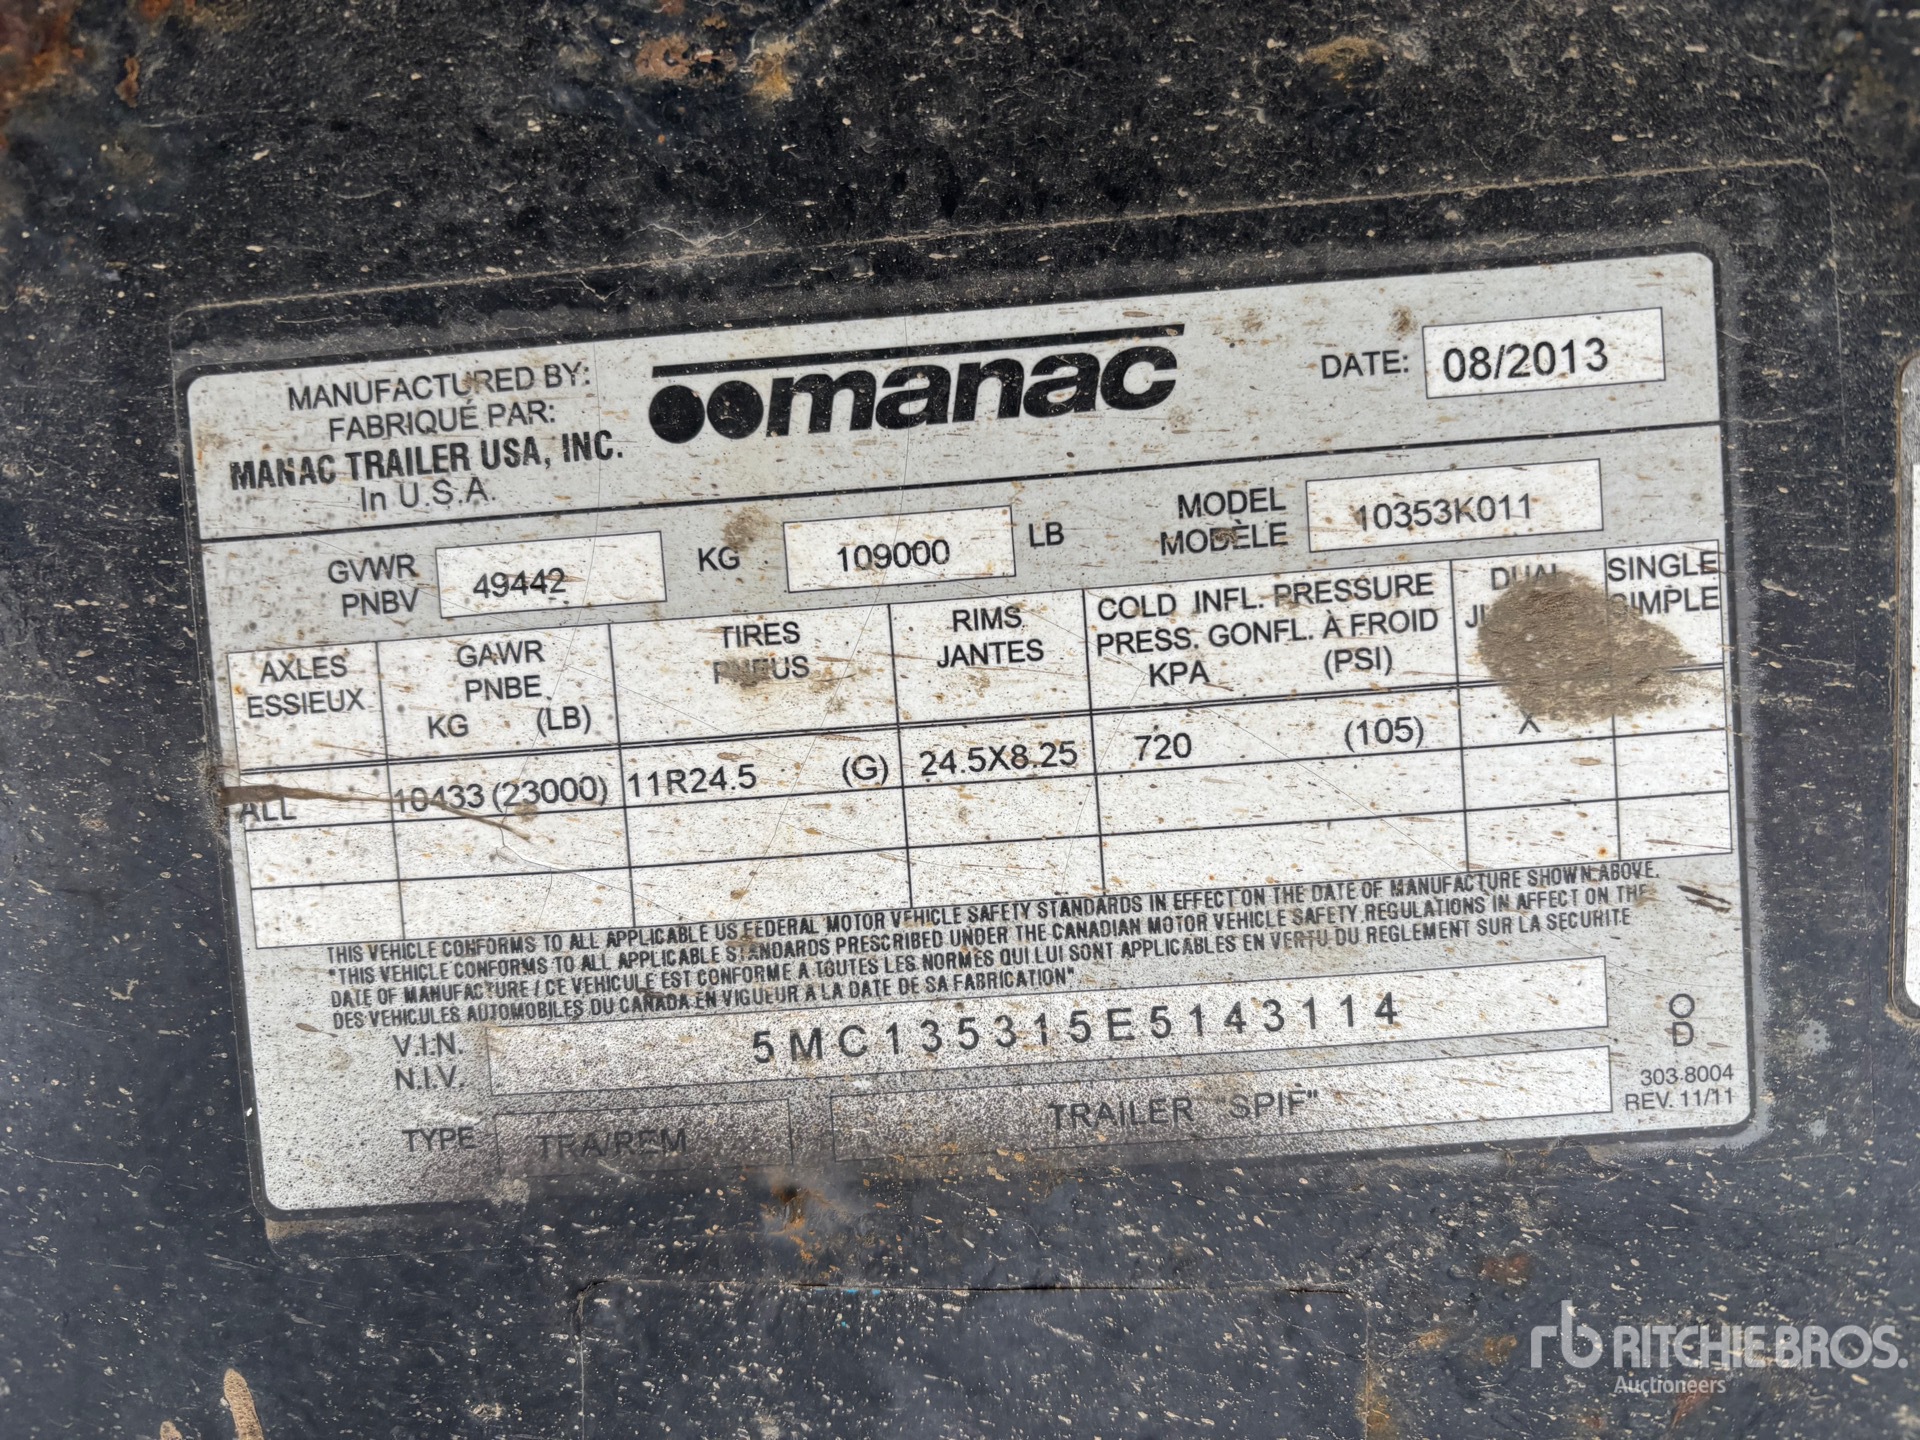 MANUFACTURED BY:
FABRIQUÉ PAR:
MANAC TRAILER USA, INC.
In U.S.A.
manac
DATE: 08/2013
GVWR
PNBV
49442 KG 109000 LB
MODEL
MODÈLE
10353K011
AXLES
ESSIEUX
GAWR
PNBE
KG (LB)
TIRES
PNEUS
RIMS
JANTES
COLD INFL. PRESSURE
PRESS. GONFL. À FROID
KPA (PSI)
DUAL
SINGLE
SIMPLE
ALL 10433 (23000) 11R24.5 (G) 24.5X8.25 720 (105) X
THIS VEHICLE CONFORMS TO ALL APPLICABLE US FEDERAL MOTOR VEHICLE SAFETY STANDARDS IN EFFECT ON THE DATE OF MANUFACTURE SHOWN ABOVE.
"THIS VEHICLE CONFORMS TO ALL APPLICABLE STANDARDS PRESCRIBED UNDER THE CANADIAN MOTOR VEHICLE SAFETY REGULATIONS IN AFFECT ON THE
DATE OF MANUFACTURE / CE VEHICULE EST CONFORME A TOUTES LES NORMES QUI LUI SONT APPLICABLES EN VERTU DU REGLEMENT SUR LA SECURITE
DES VEHICULES AUTOMOBILES DU CANADA EN VIGUEUR A LA DATE DE SA FABRICATION"
V.I.N.
N.I.V.
5MC135315E5143114
TYPE TRA/REM TRAILER "SPIF"
O
D
303 8004
REV. 11/11
rb RITCHIE BROS.
Auctioneers